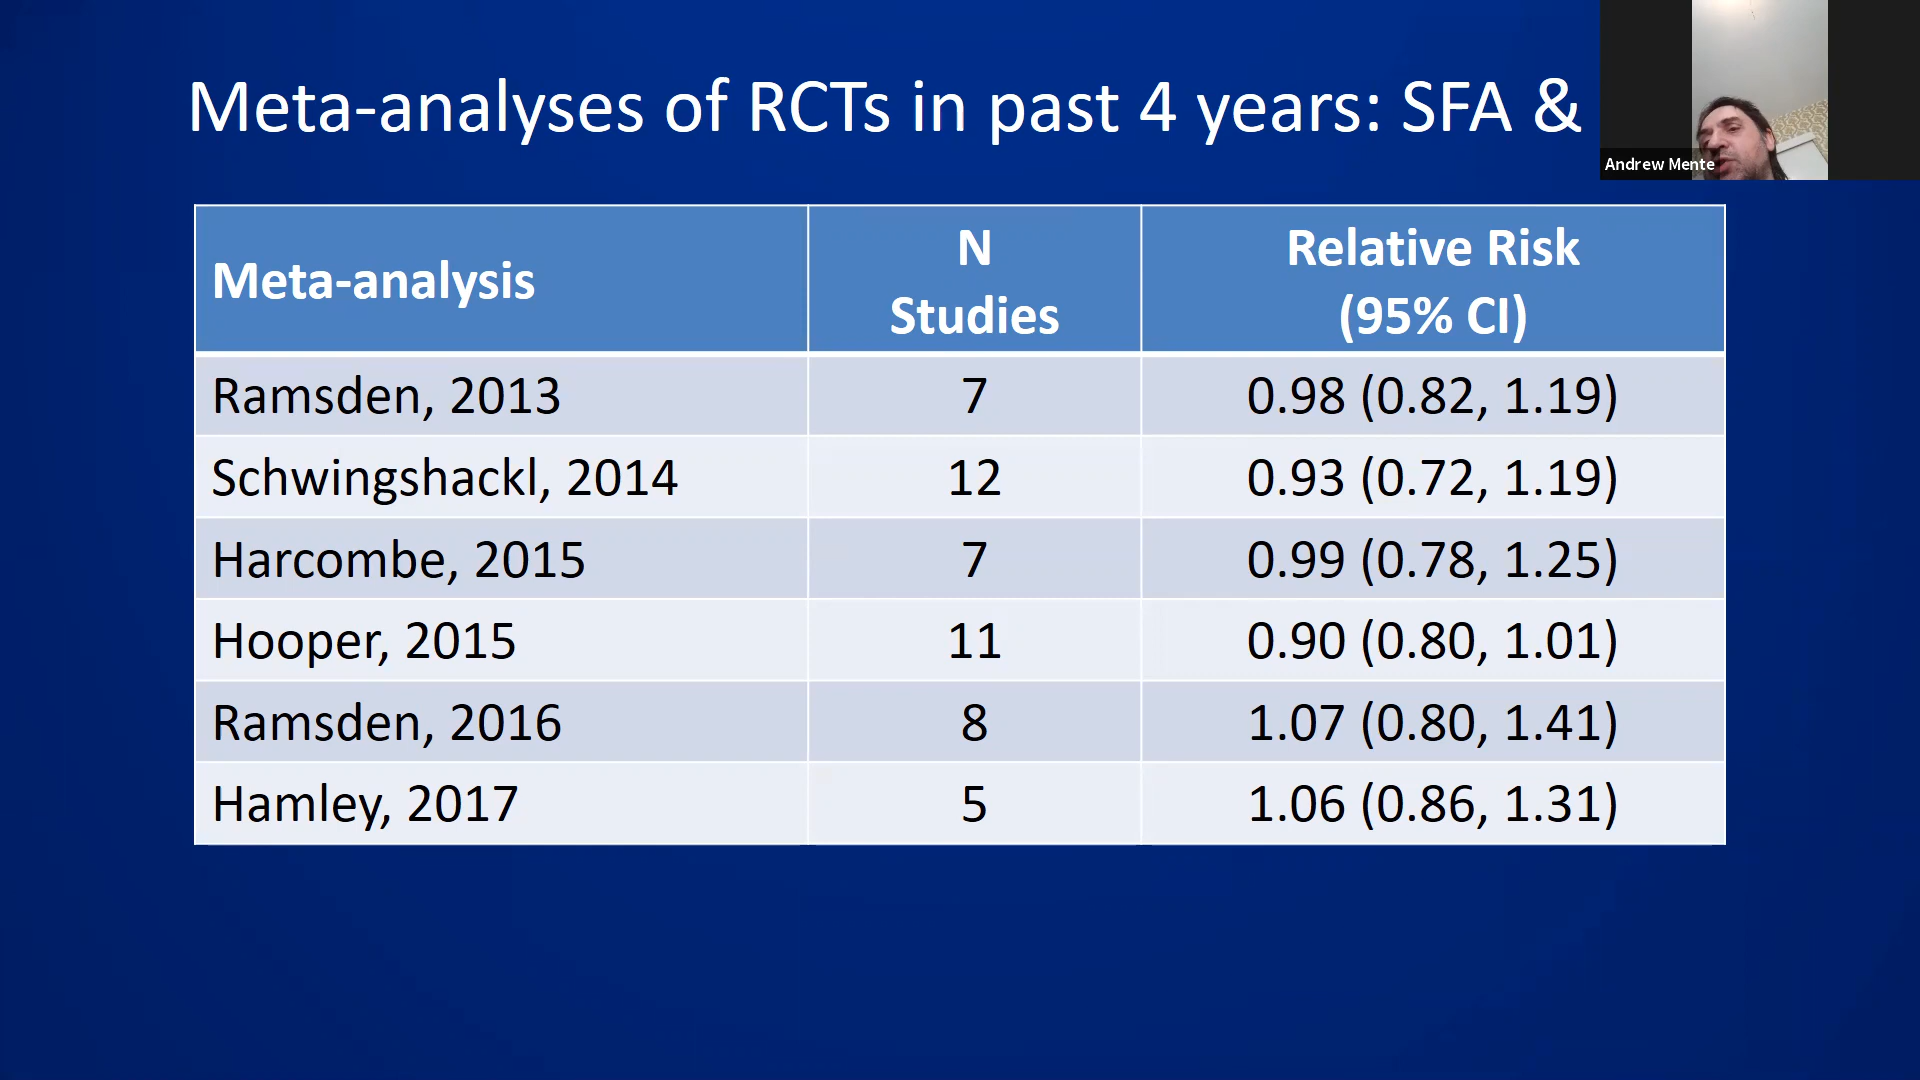 Meta-analyses of RCTs in past 4 years: SFA &
Andrew Mente
Meta-analysis N Studies Relative Risk (95% CI)
Ramsden, 2013 7 0.98 (0.82, 1.19)
Schwingshackl, 2014 12 0.93 (0.72, 1.19)
Harcombe, 2015 7 0.99 (0.78, 1.25)
Hooper, 2015 11 0.90 (0.80, 1.01)
Ramsden, 2016 8 1.07 (0.80, 1.41)
Hamley, 2017 5 1.06 (0.86, 1.31)